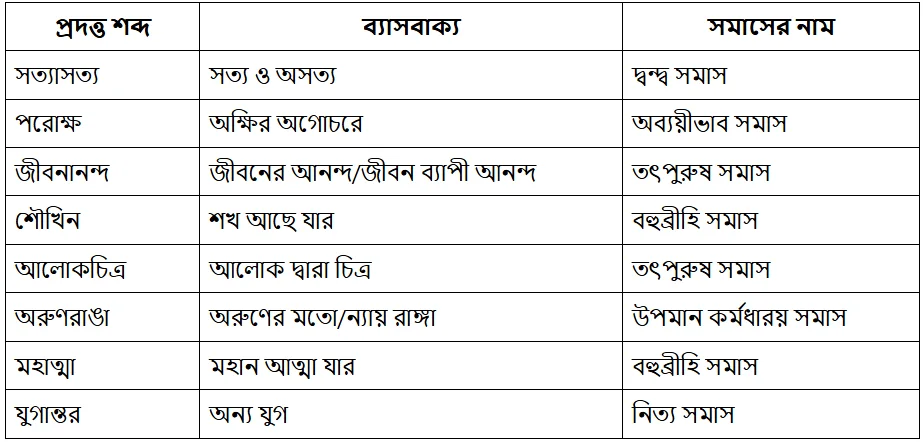 প্রদত্ত শব্দ ব্যাসবাক্য সমাসের নাম
সত্যাসত্য সত্য ও অসত্য দ্বন্দ্ব সমাস
পরোক্ষ অক্ষির অগোচরে অব্যয়ীভাব সমাস
জীবনানন্দ জীবনের আনন্দ/জীবন ব্যাপী আনন্দ তৎপুরুষ সমাস
শৌখিন শখ আছে যার বহুব্রীহি সমাস
আলোকচিত্র আলোক দ্বারা চিত্র তৎপুরুষ সমাস
অরুণরাঙা অরুণের মতো/ন্যায় রাঙ্গা উপমান কর্মধারয় সমাস
মহাত্মা মহান আত্মা যার বহুব্রীহি সমাস
যুগান্তর অন্য যুগ নিত্য সমাস